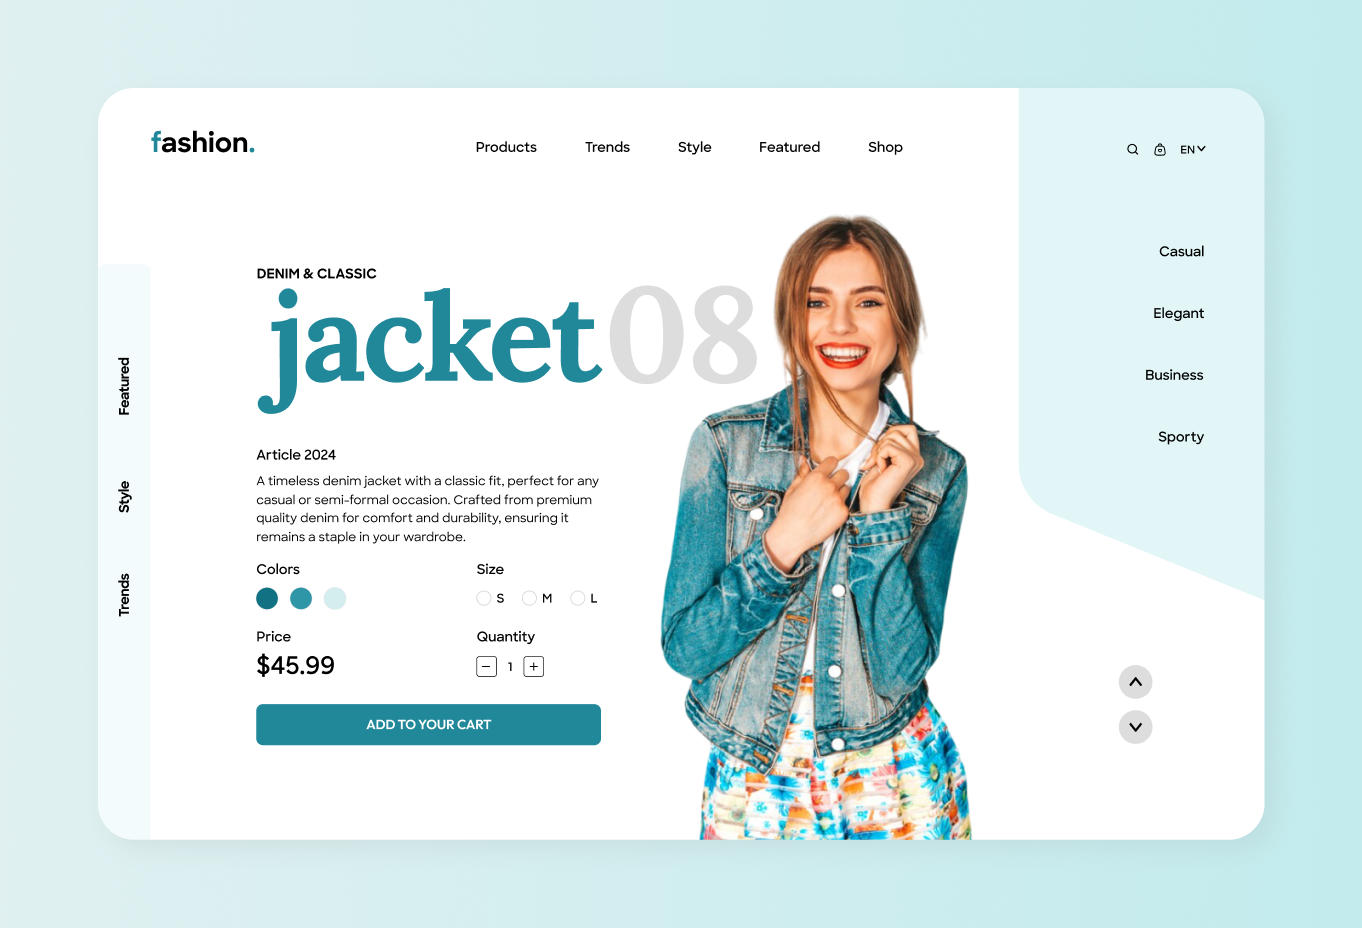 fashion.
Products
Trends
Style
Featured
Shop
EN
DENIM & CLASSIC
jacket 08
Casual
Elegant
Business
Sporty
Featured
Style
Trends
Article 2024
A timeless denim jacket with a classic fit, perfect for any
casual or semi-formal occasion. Crafted from premium
quality denim for comfort and durability, ensuring it
remains a staple in your wardrobe.
Colors
Size
S
M
L
Price
$45.99
Quantity
1
ADD TO YOUR CART